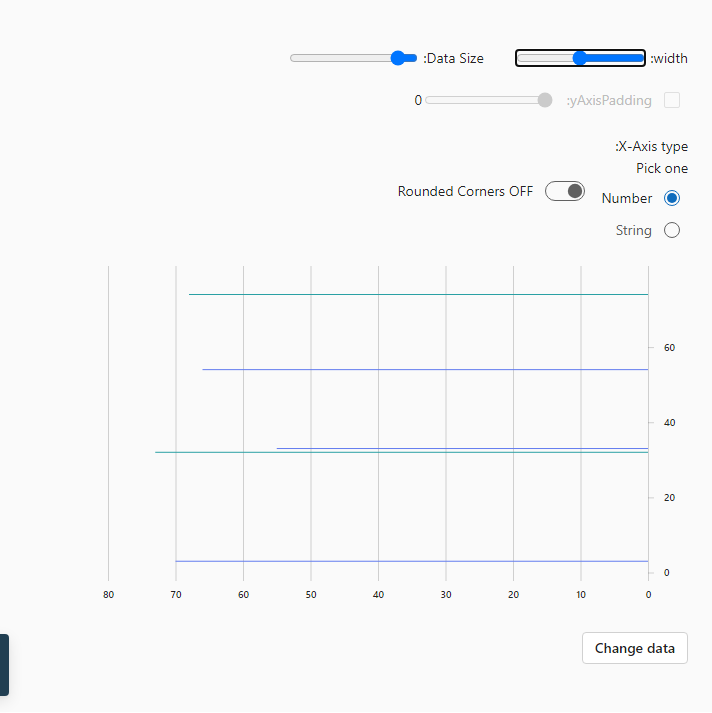 width:
Data Size:
yAxisPadding:
0
X-Axis type:
Pick one
Number
Rounded Corners OFF
String
60
40
20
0
80 70 60 50 40 30 20 10 0
Change data